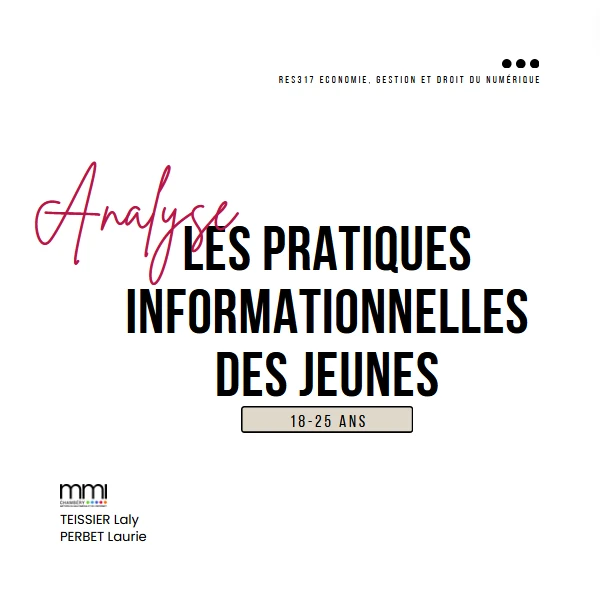 RES317 ECONOMIE, GESTION ET DROIT DU NUMÉRIQUE
Analyse
LES PRATIQUES
INFORMATIONNELLES
DES JEUNES
18-25 ANS
mmi
CHAMBÉRY
TEISSIER Laly
PERBET Laurie